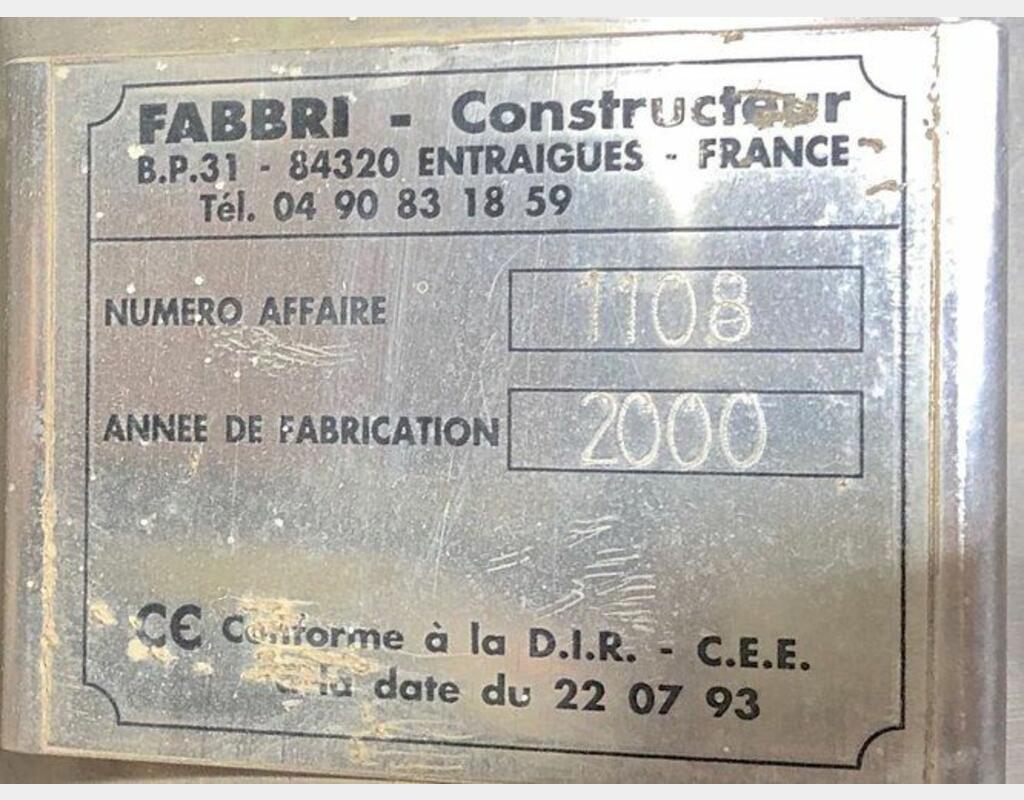 FABBRI - Constructeur
B.P.31 - 84320 ENTRAIGUES - FRANCE
Tél. 04 90 83 18 59
NUMERO AFFAIRE 1108
ANNEE DE FABRICATION 2000
CE Conforme à la D.I.R. - C.E.E.
à la date du 22 07 93